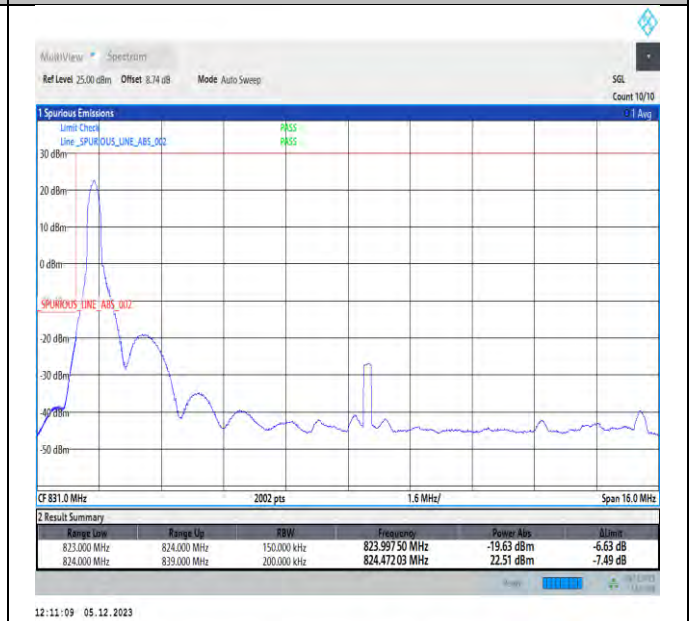 MultiView Spectrum
Ref Level 25.00 dBm Offset 8.74 dB Mode Auto Sweep SGL
Count 10/10
1 Spurious Emissions 1 Avg
Limit Check PASS
Line _SPURIOUS_LINE_ABS_002 PASS
30 dBm
20 dBm
10 dBm
0 dBm
SPURIOUS_LINE_ABS_002
-20 dBm
-30 dBm
-40 dBm
-50 dBm
CF 831.0 MHz 2002 pts 1.6 MHz/ Span 16.0 MHz
2 Result Summary
Range Low Range Up RBW Frequency Power Abs ΔLimit
823.000 MHz 824.000 MHz 150.000 kHz 823.997 50 MHz -19.63 dBm -6.63 dB
824.000 MHz 839.000 MHz 200.000 kHz 824.472 03 MHz 22.51 dBm -7.49 dB
12:11:09 05.12.2023